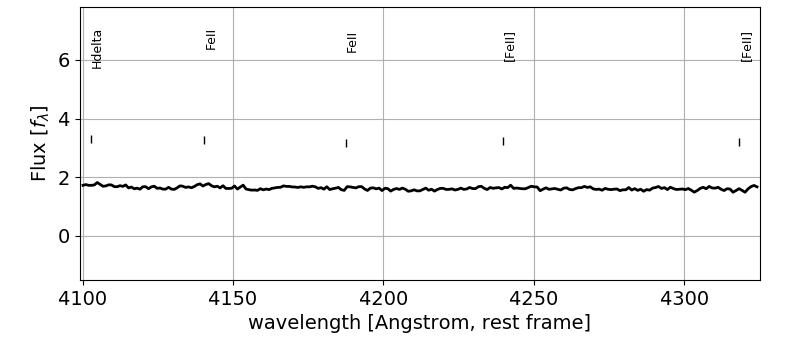 Hdelta
FeII
FeII
[FeII]
[FeII]
Flux [fλ]
6
4
2
0
4100
4150
4200
4250
4300
wavelength [Angstrom, rest frame]